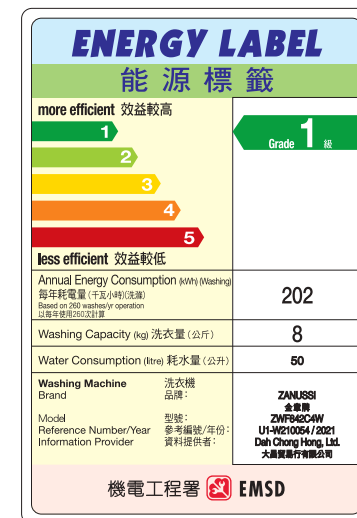 ENERGY LABEL
能源標籤
more efficient 效益較高
1
2
3
4
5
less efficient 效益較低
Grade 1 級
Annual Energy Consumption (kWh) (Washing)
每年耗電量 (千瓦小時)(洗滌)
Based on 260 washes/yr operation
以每年使用260次計算
202
Washing Capacity (kg) 洗衣量 (公斤)
8
Water Consumption (litre) 耗水量 (公升)
50
Washing Machine 洗衣機
Brand 品牌: ZANUSSI
金章牌
Model 型號: ZWF842C4W
Reference Number/Year 參考編號/年份: U1-W210054 / 2021
Information Provider 資料提供者: Dah Chong Hong, Ltd.
大昌貿易行有限公司
機電工程署 EMSD